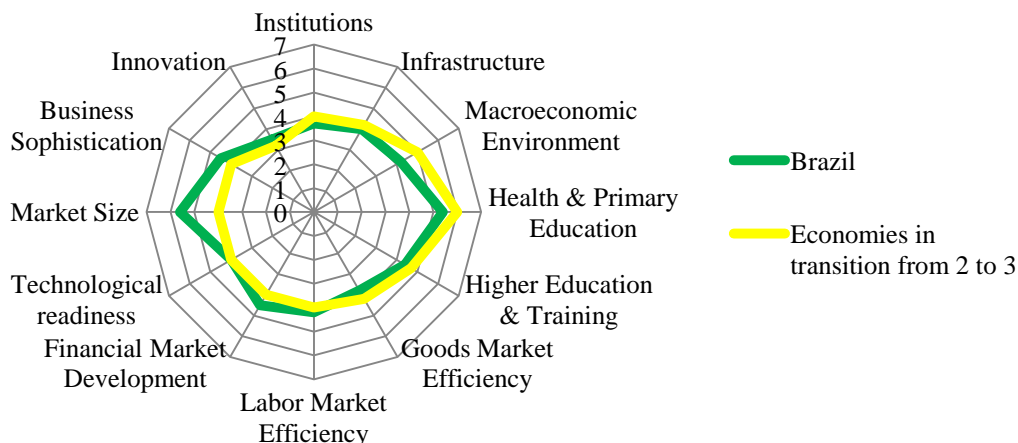 Institutions
7
6
5
4
3
2
1
0
Infrastructure
Macroeconomic
Environment
Health & Primary
Education
Higher Education
& Training
Goods Market
Efficiency
Labor Market
Efficiency
Financial Market
Development
Technological
readiness
Market Size
Business
Sophistication
Innovation
Brazil
Economies in
transition from 2 to 3